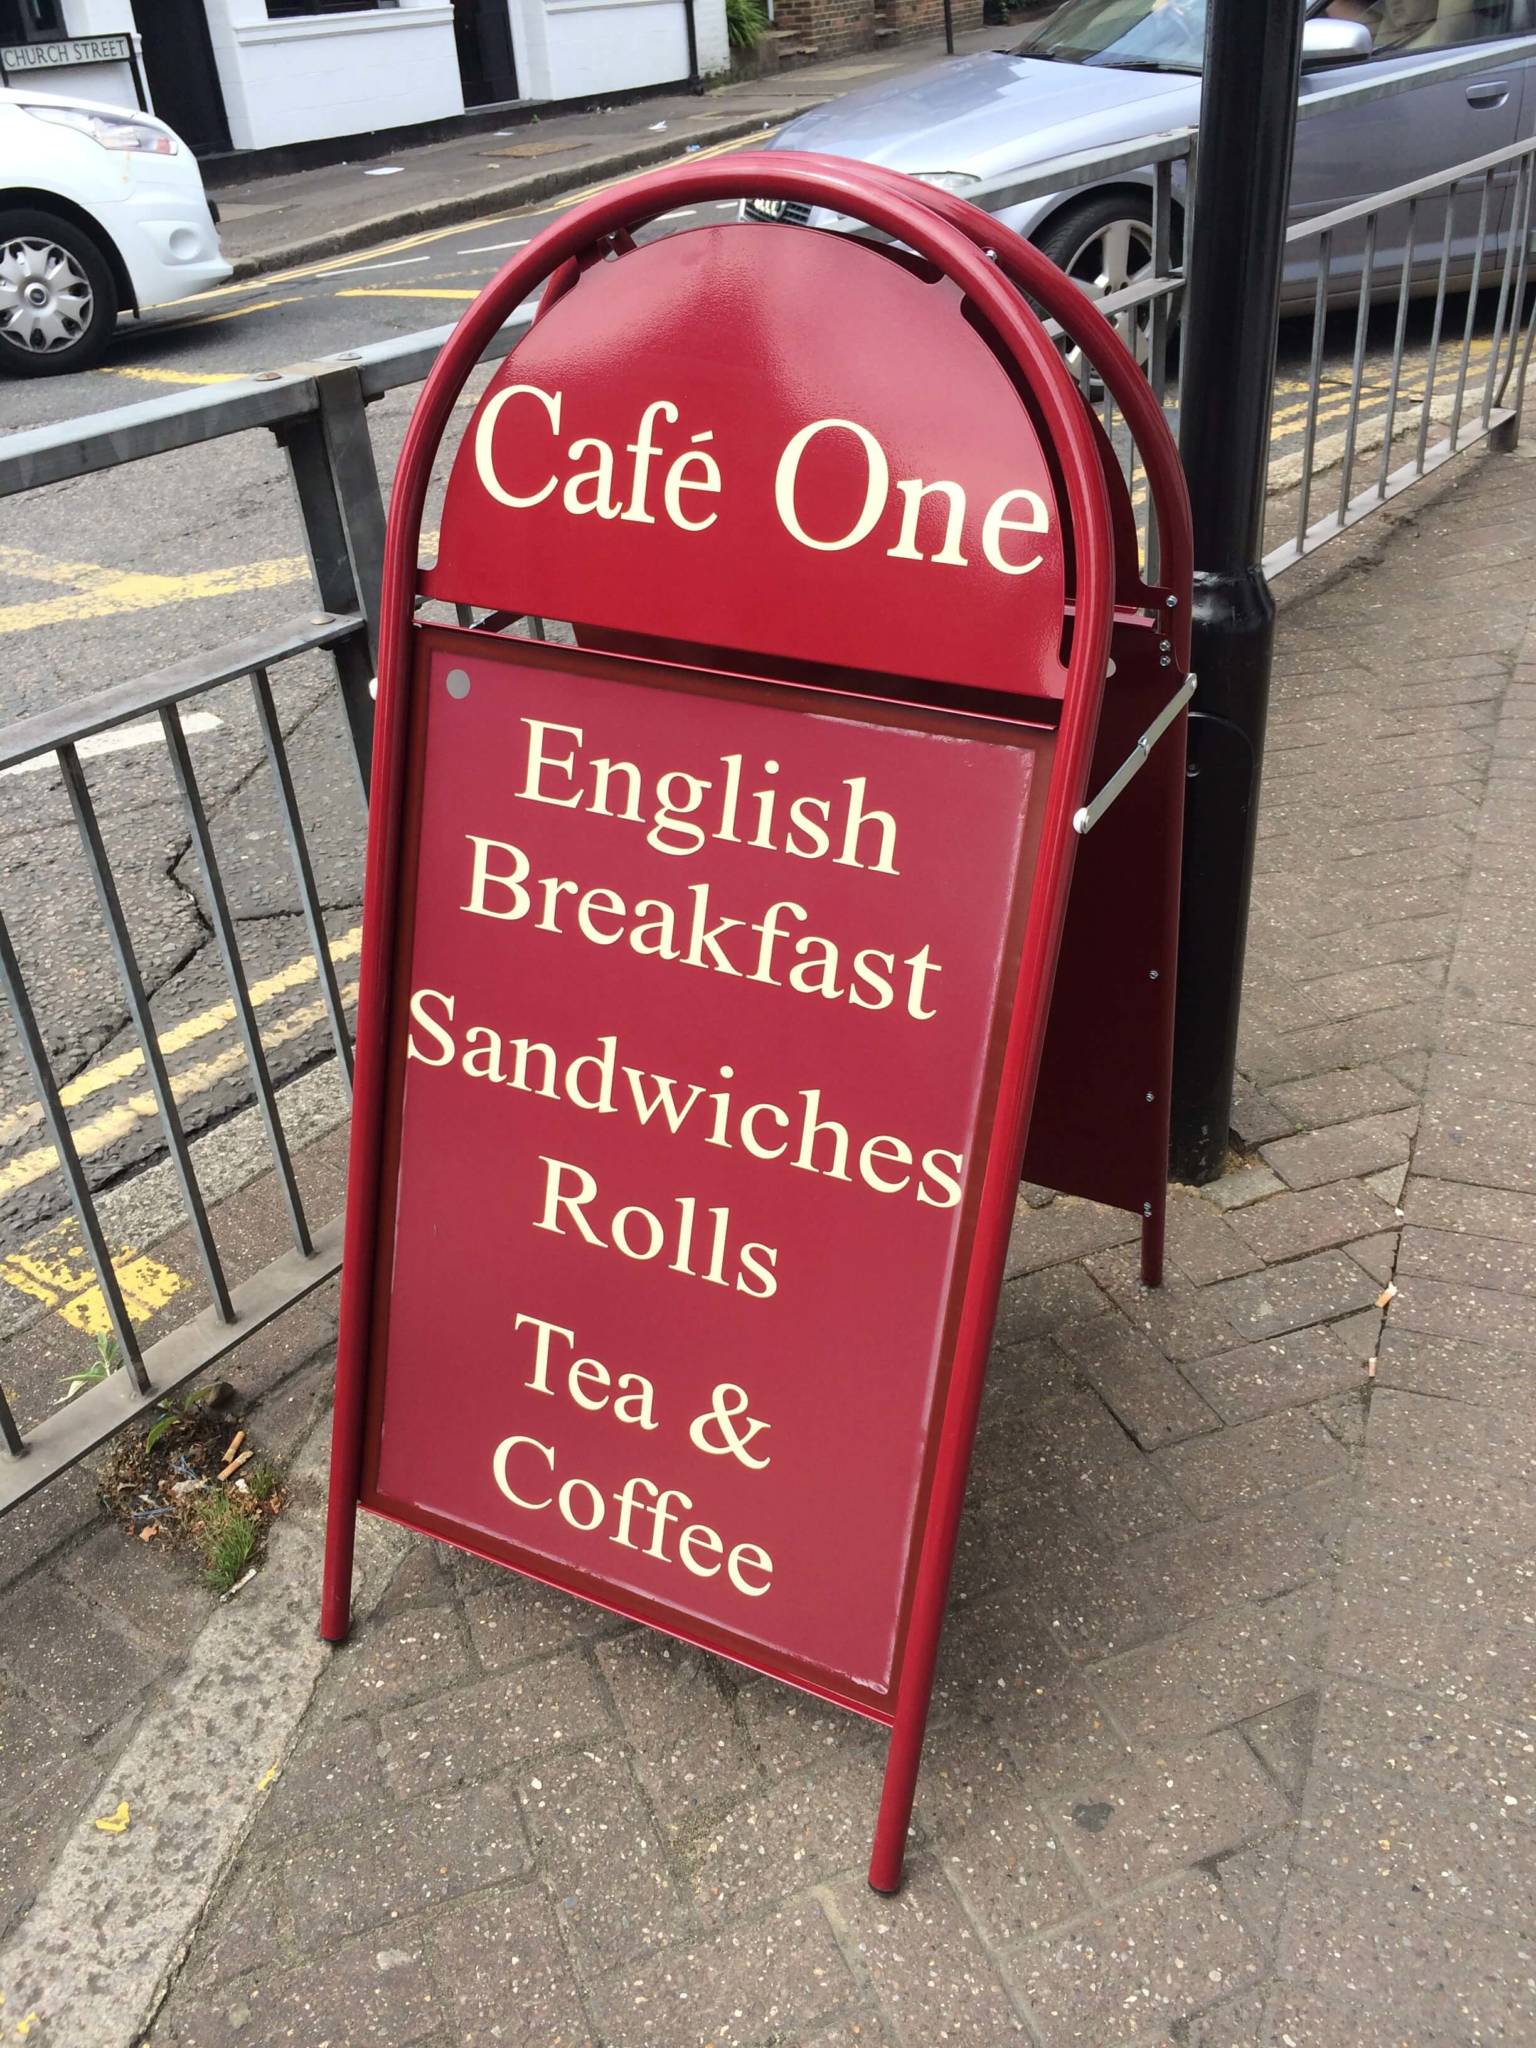 CHURCH STREET
Café One
English
Breakfast
Sandwiches
Rolls
Tea &
Coffee